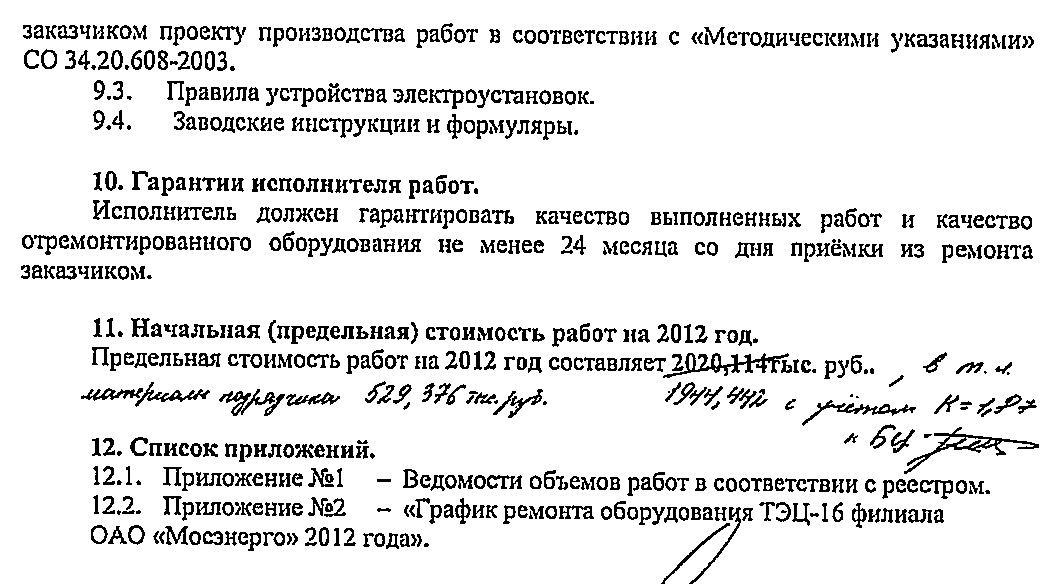 заказчиком проекту производства работ в соответствии с «Методическими указаниями»
СО 34.20.608-2003.
9.3. Правила устройства электроустановок.
9.4. Заводские инструкции и формуляры.
10. Гарантии исполнителя работ.
Исполнитель должен гарантировать качество выполненных работ и качество
отремонтированного оборудования не менее 24 месяца со дня приёмки из ремонта
заказчиком.
11. Начальная (предельная) стоимость работ на 2012 год.
Предельная стоимость работ на 2012 год составляет 2020,114тыс. руб.. , в т.ч.
материалы подрядчика 529,376 тыс. руб. 1944,442 с учётом К=1,87
к БЦ
12. Список приложений.
12.1. Приложение №1 – Ведомости объемов работ в соответствии с реестром.
12.2. Приложение №2 – «График ремонта оборудования ТЭЦ-16 филиала
ОАО «Мосэнерго» 2012 года».